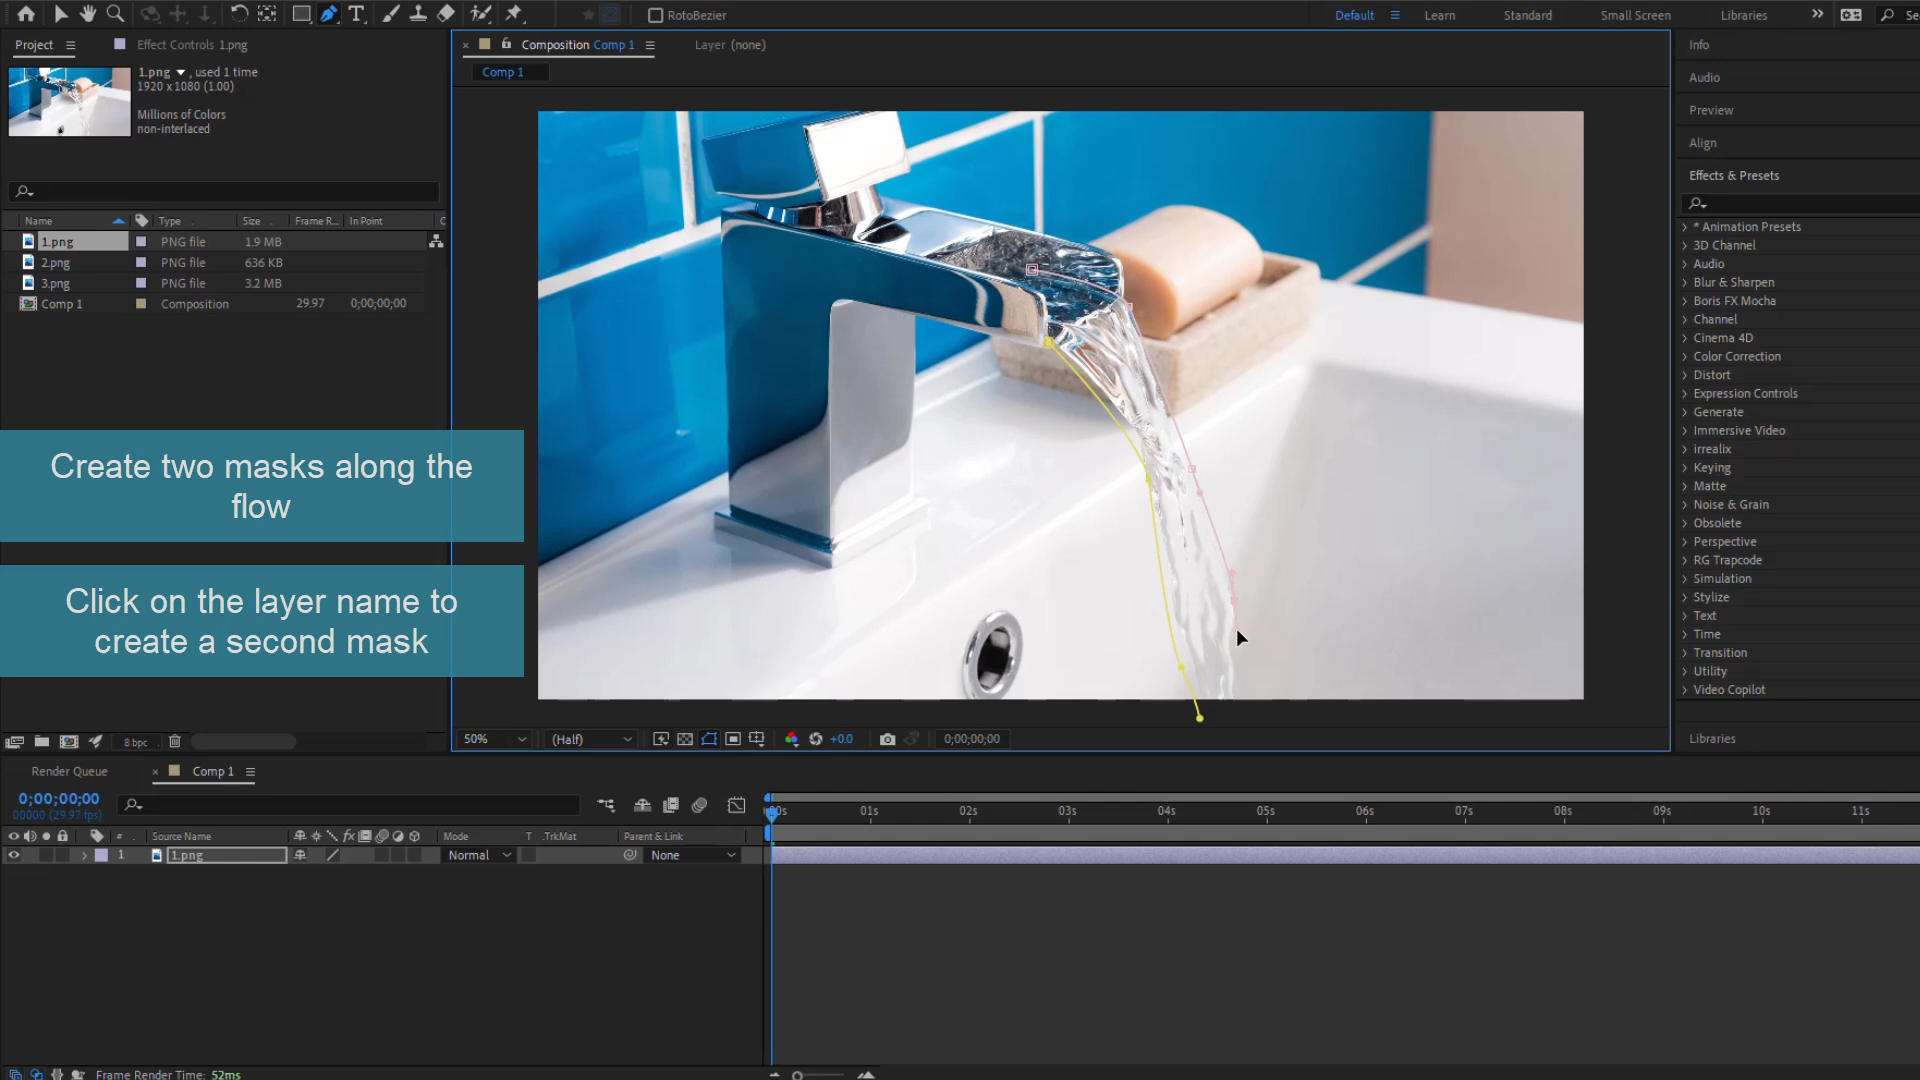 RotoBezier
Default
Learn
Standard
Small Screen
Libraries
Project
Effect Controls 1.png
1.png , used 1 time
1920 x 1080 (1.00)
Millions of Colors
non-interlaced
Name
Type
Size
Frame R...
In Point
1.png
PNG file
1.9 MB
2.png
PNG file
636 KB
3.png
PNG file
3.2 MB
Comp 1
Composition
29.97
0;00;00;00
8 bpc
Composition Comp 1
Layer (none)
Comp 1
Create two masks along the
flow
Click on the layer name to
create a second mask
50%
(Half)
+0.0
0;00;00;00
Info
Audio
Preview
Align
Effects & Presets
* Animation Presets
3D Channel
Audio
Blur & Sharpen
Boris FX Mocha
Channel
Cinema 4D
Color Correction
Distort
Expression Controls
Generate
Immersive Video
irrealix
Keying
Matte
Noise & Grain
Obsolete
Perspective
RG Trapcode
Simulation
Stylize
Text
Time
Transition
Utility
Video Copilot
Libraries
Render Queue
Comp 1
0;00;00;00
00000 (29.97 fps)
01s
02s
03s
04s
05s
06s
07s
08s
09s
10s
11s
#
Source Name
fx
Mode
T
.TrkMat
Parent & Link
1
1.png
Normal
None
Frame Render Time: 52ms